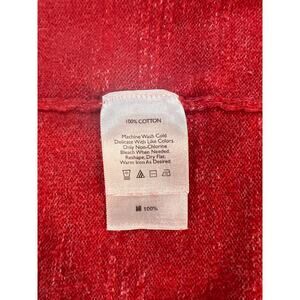 100% COTTON
Machine Wash Cold
Delicate With Like Colors.
Only Non-Chlorine
Bleach When Needed.
Reshape, Dry Flat.
Warm Iron As Desired.
100%